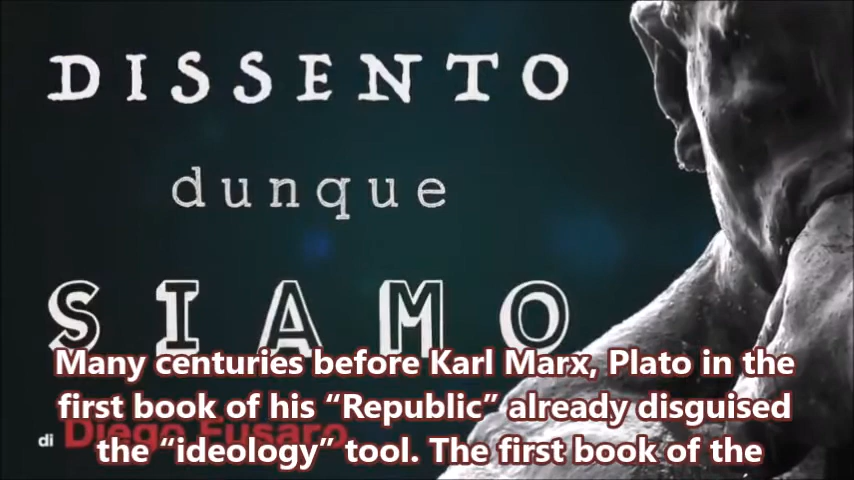 DISSENTO
dunque
SIAMO
Many centuries before Karl Marx, Plato in the
first book of his “Republic” already disguised
di Diego Fusaro
the “ideology” tool. The first book of the